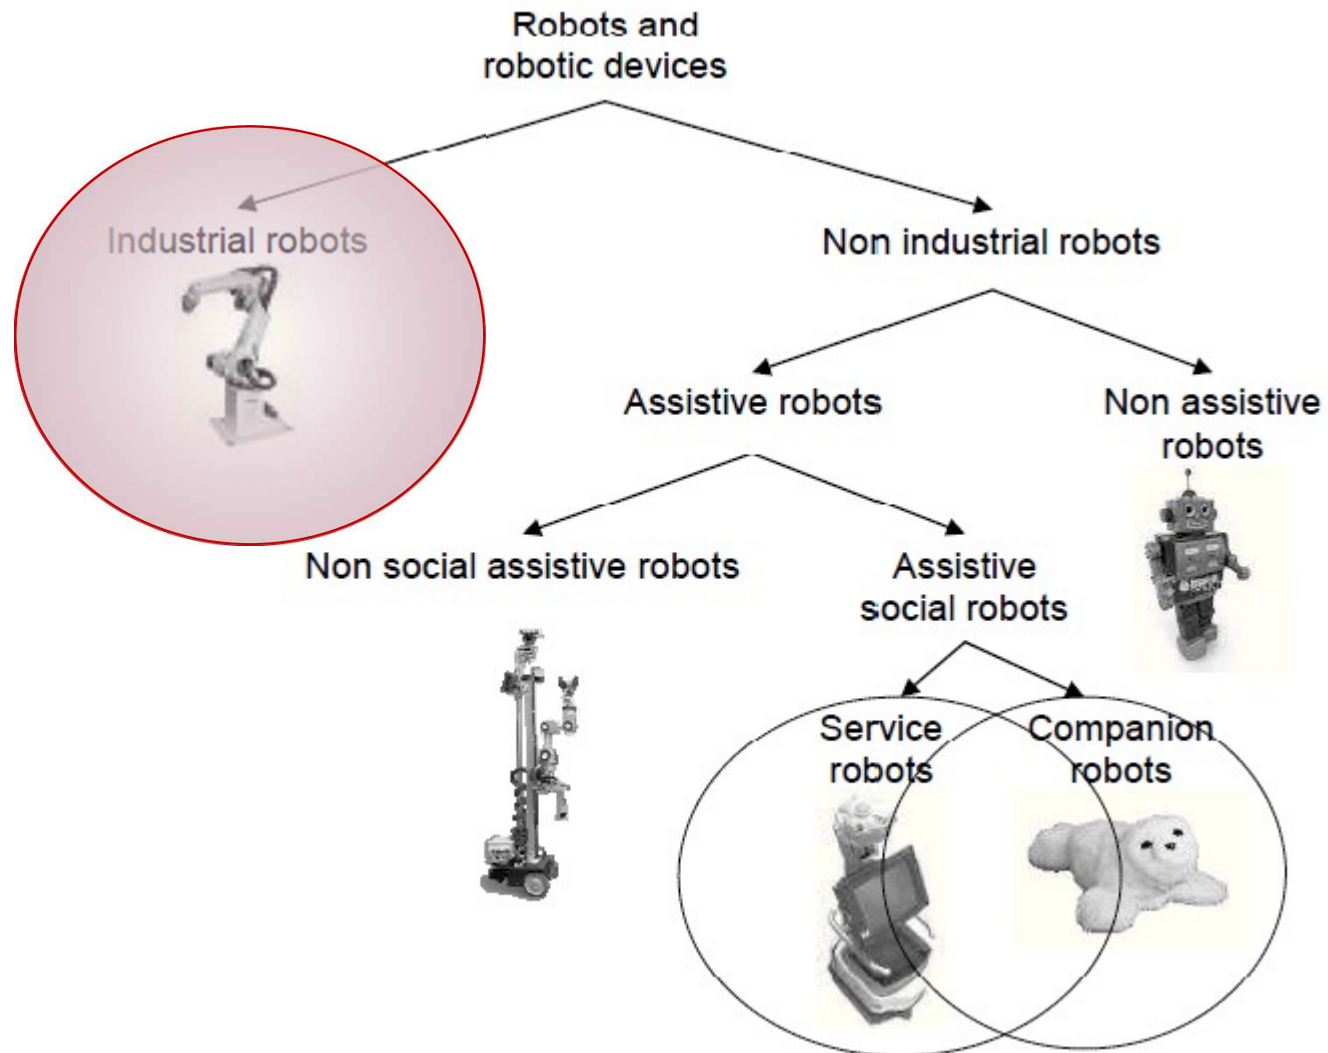 Robots and
robotic devices
Industrial robots
Non industrial robots
Assistive robots
Non assistive
robots
Non social assistive robots
Assistive
social robots
Service
robots
Companion
robots